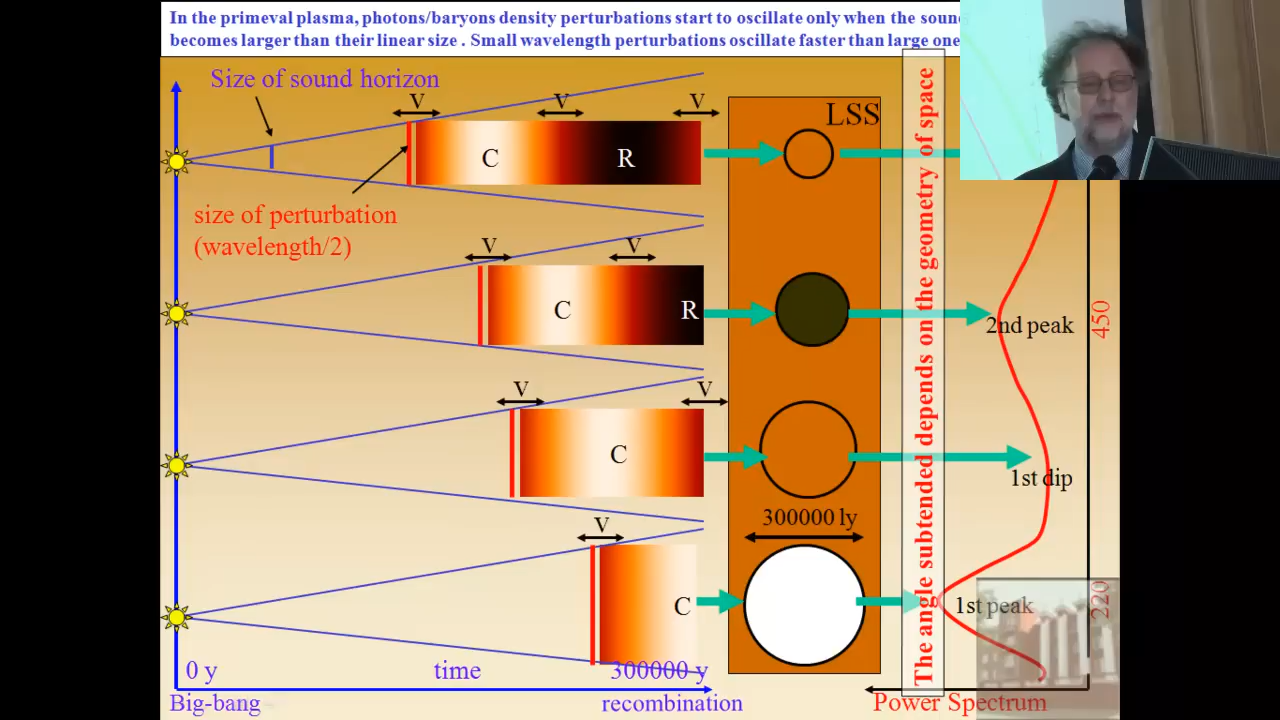 In the primeval plasma, photons/baryons density perturbations start to oscillate only when the sound
becomes larger than their linear size . Small wavelength perturbations oscillate faster than large one
Size of sound horizon
V
V
V
LSS
C
R
size of perturbation
(wavelength/2)
V
V
C
R
2nd peak
450
V
V
C
1st dip
300000 ly
V
C
1st peak
220
The angle subtended depends on the geometry of space
0 y
time
300000 y
Big-bang
recombination
Power Spectrum